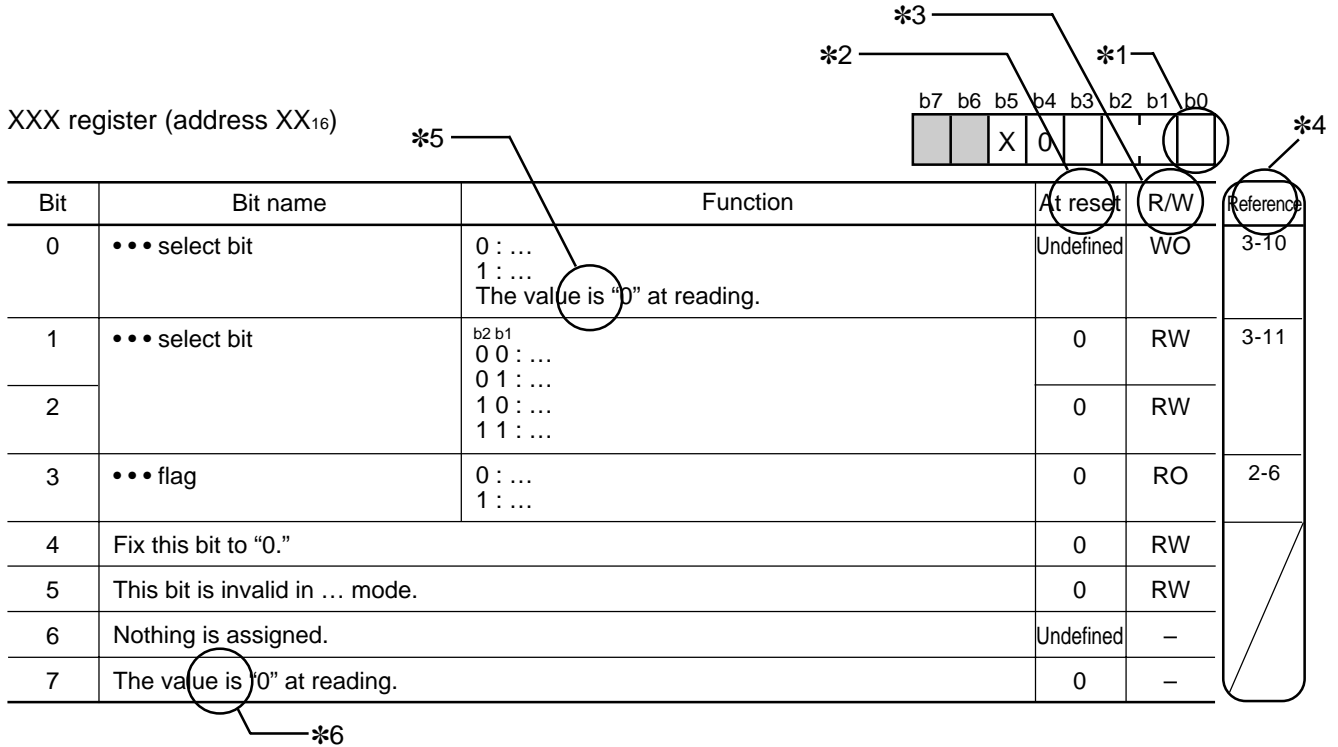 ✽3
✽2 ✽1
b7 b6 b5 b4 b3 b2 b1 b0
XXX register (address XX16)
✽5 X 0 ✽4
Bit Bit name Function At reset R/W Reference
0 ••• select bit 0 : … Undefined WO 3-10
1 : …
The value is “0” at reading.
1 ••• select bit b2 b1 0 RW 3-11
0 0 : …
0 1 : …
2 1 0 : … 0 RW
1 1 : …
3 ••• flag 0 : … 0 RO 2-6
1 : …
4 Fix this bit to “0.” 0 RW
5 This bit is invalid in … mode. 0 RW
6 Nothing is assigned. Undefined –
7 The value is “0” at reading. 0 –
✽6